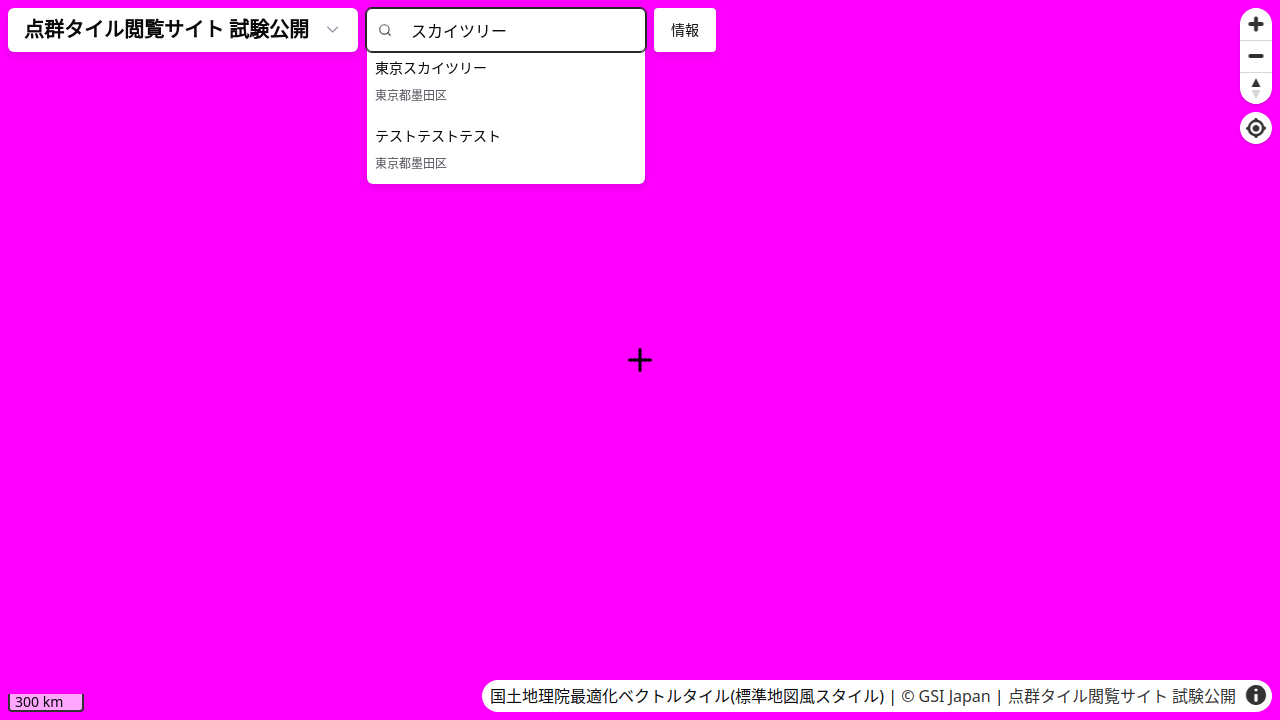 点群タイル閲覧サイト 試験公開
スカイツリー
情報
東京スカイツリー
東京都墨田区
テストテストテスト
東京都墨田区
300 km
国土地理院最適化ベクトルタイル(標準地図風スタイル) | © GSI Japan | 点群タイル閲覧サイト 試験公開